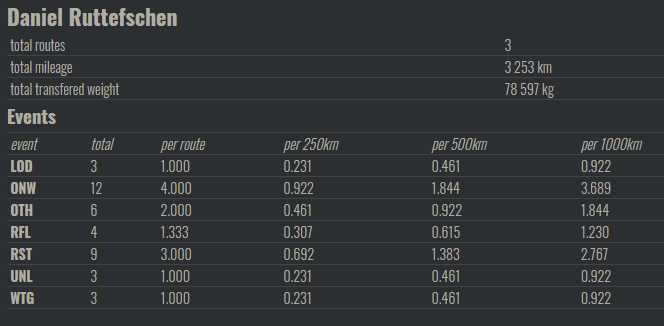 Daniel Ruttefschen
total routes 3
total mileage 3 253 km
total transfered weight 78 597 kg
Events
event total per route per 250km per 500km per 1000km
LOD 3 1.000 0.231 0.461 0.922
ONW 12 4.000 0.922 1.844 3.689
OTH 6 2.000 0.461 0.922 1.844
RFL 4 1.333 0.307 0.615 1.230
RST 9 3.000 0.692 1.383 2.767
UNL 3 1.000 0.231 0.461 0.922
WTG 3 1.000 0.231 0.461 0.922